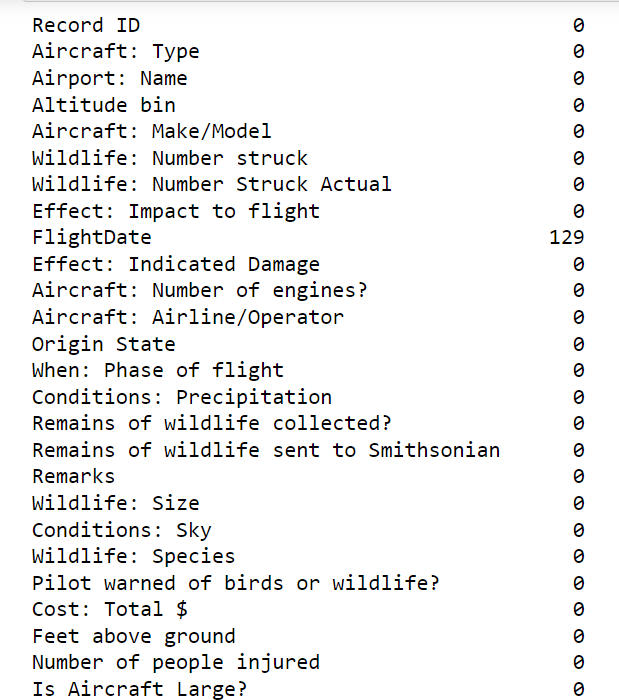 Record ID 0
Aircraft: Type 0
Airport: Name 0
Altitude bin 0
Aircraft: Make/Model 0
Wildlife: Number struck 0
Wildlife: Number Struck Actual 0
Effect: Impact to flight 0
FlightDate 129
Effect: Indicated Damage 0
Aircraft: Number of engines? 0
Aircraft: Airline/Operator 0
Origin State 0
When: Phase of flight 0
Conditions: Precipitation 0
Remains of wildlife collected? 0
Remains of wildlife sent to Smithsonian 0
Remarks 0
Wildlife: Size 0
Conditions: Sky 0
Wildlife: Species 0
Pilot warned of birds or wildlife? 0
Cost: Total $ 0
Feet above ground 0
Number of people injured 0
Is Aircraft Large? 0